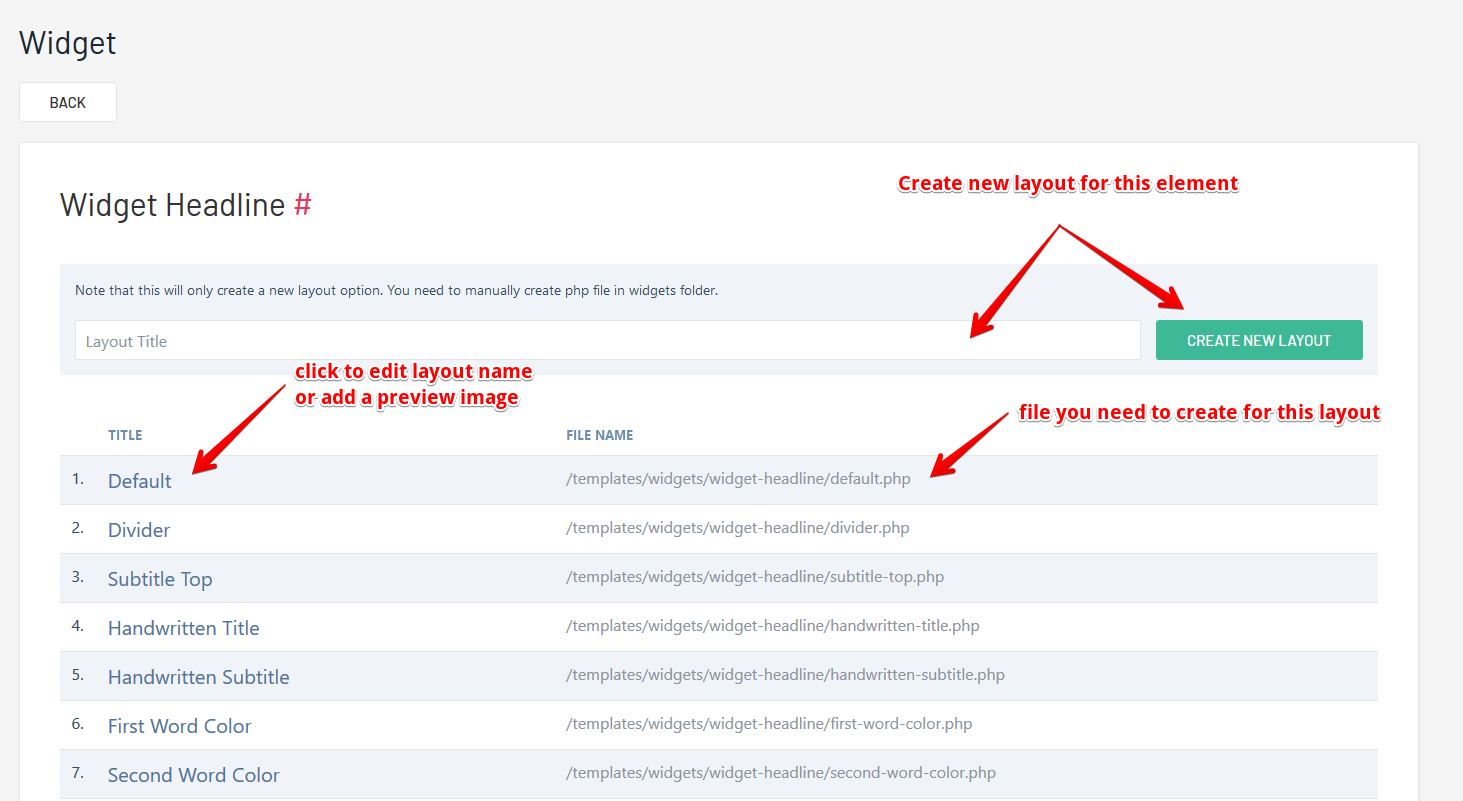 Widget
BACK
Widget Headline #
Create new layout for this element
Note that this will only create a new layout option. You need to manually create php file in widgets folder.
Layout Title
CREATE NEW LAYOUT
click to edit layout name
or add a preview image
file you need to create for this layout
TITLE FILE NAME
1. Default /templates/widgets/widget-headline/default.php
2. Divider /templates/widgets/widget-headline/divider.php
3. Subtitle Top /templates/widgets/widget-headline/subtitle-top.php
4. Handwritten Title /templates/widgets/widget-headline/handwritten-title.php
5. Handwritten Subtitle /templates/widgets/widget-headline/handwritten-subtitle.php
6. First Word Color /templates/widgets/widget-headline/first-word-color.php
7. Second Word Color /templates/widgets/widget-headline/second-word-color.php